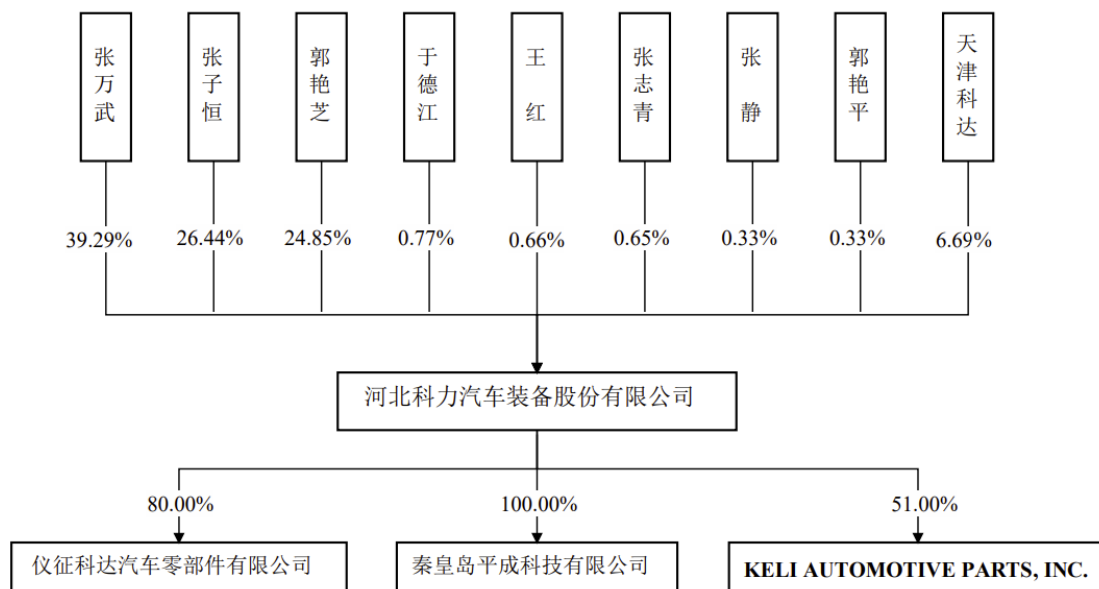 张万武
张子恒
郭艳芝
于德江
王红
张志青
张静
郭艳平
天津科达
39.29%
26.44%
24.85%
0.77%
0.66%
0.65%
0.33%
0.33%
6.69%
河北科力汽车装备股份有限公司
80.00%
100.00%
51.00%
仪征科达汽车零部件有限公司
秦皇岛平成科技有限公司
KELI AUTOMOTIVE PARTS, INC.